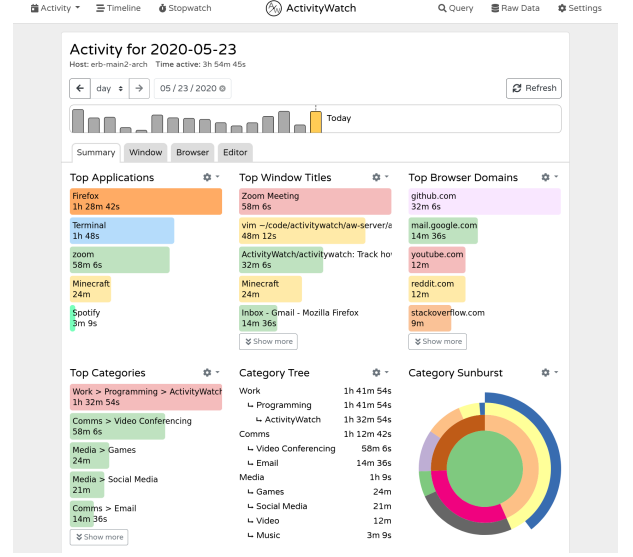 Activity
Timeline
Stopwatch
ActivityWatch
Query
Raw Data
Settings
Activity for 2020-05-23
Host: erb-main2-arch Time active: 3h 54m 45s
day
05 / 23 / 2020
Refresh
Today
Summary
Window
Browser
Editor
Top Applications
Firefox
1h 28m 42s
Terminal
1h 48s
zoom
58m 6s
Minecraft
24m
Spotify
3m 9s
Top Window Titles
Zoom Meeting
58m 6s
vim ~/code/activitywatch/aw-server/a
48m 12s
ActivityWatch/activitywatch: Track ho
32m 6s
Minecraft
24m
Inbox - Gmail - Mozilla Firefox
14m 36s
Show more
Top Browser Domains
github.com
32m 6s
mail.google.com
14m 36s
youtube.com
12m
reddit.com
12m
stackoverflow.com
9m
Show more
Top Categories
Work > Programming > ActivityWatch
1h 32m 54s
Comms > Video Conferencing
58m 6s
Media > Games
24m
Media > Social Media
21m
Comms > Email
14m 36s
Show more
Category Tree
Work 1h 41m 54s
Programming 1h 41m 54s
ActivityWatch 1h 32m 54s
Comms 1h 12m 42s
Video Conferencing 58m 6s
Email 14m 36s
Media 1h 9s
Games 24m
Social Media 21m
Video 12m
Music 3m 9s
Category Sunburst